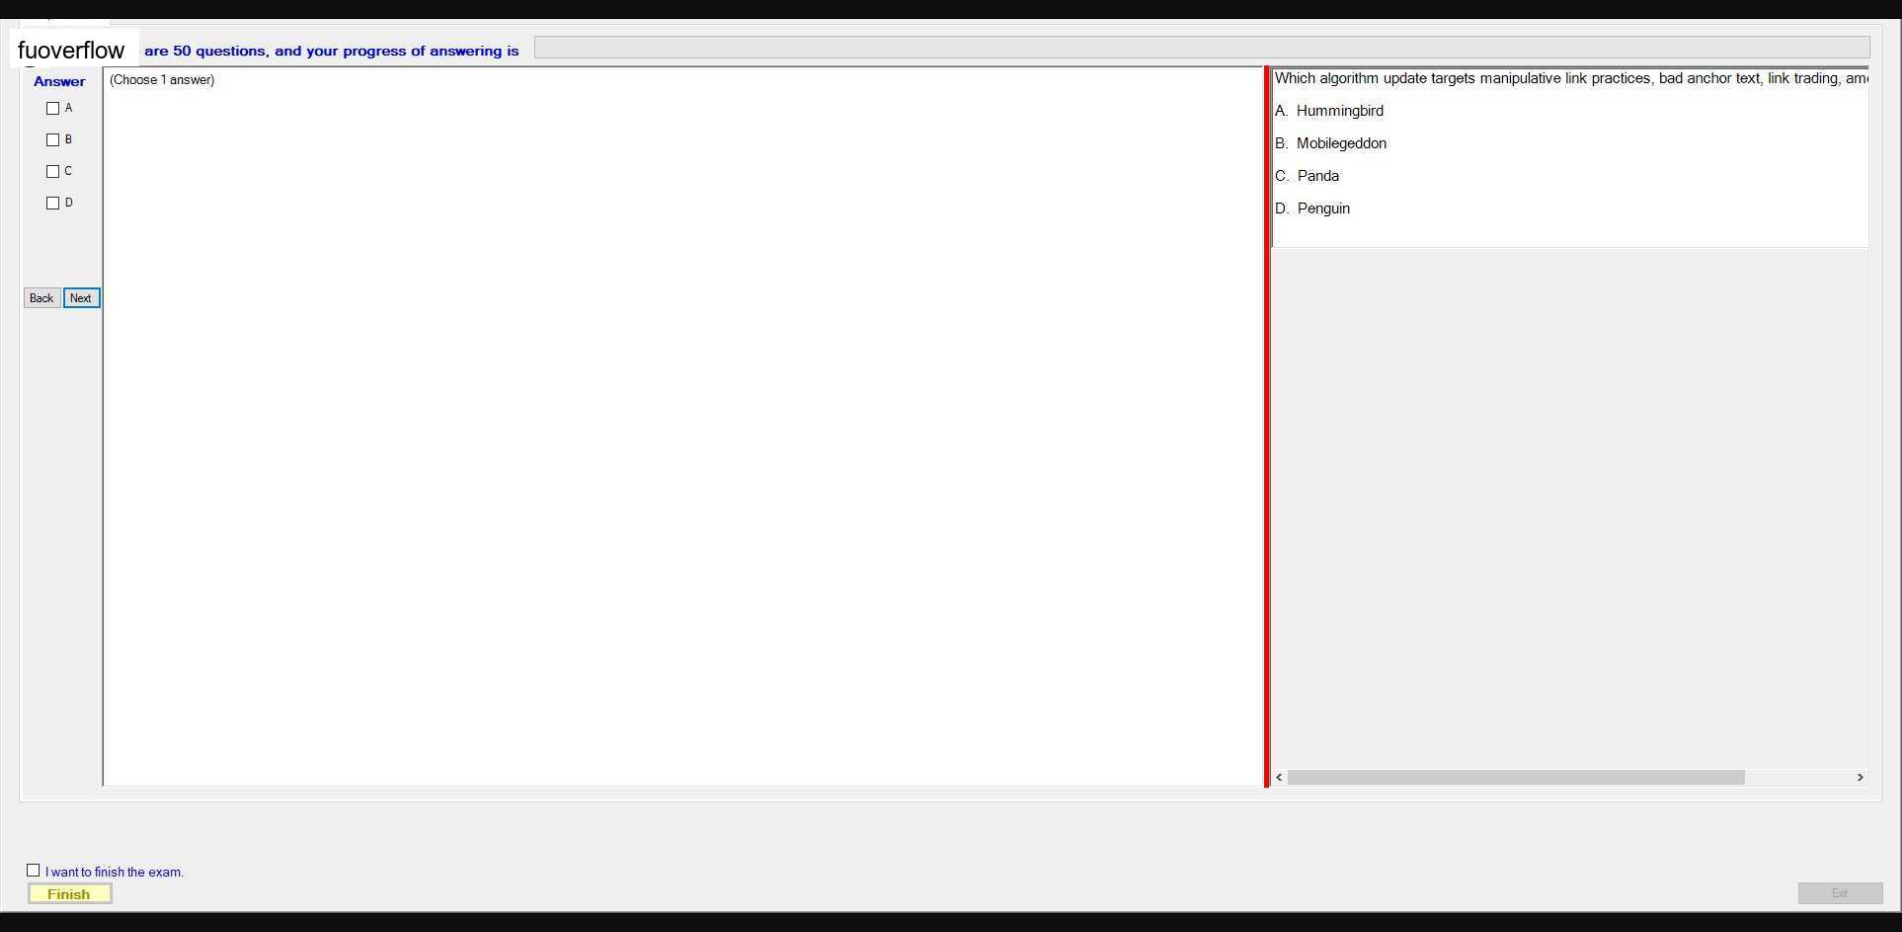 fuoverflow are 50 questions, and your progress of answering is
Answer
A
B
C
D
Back Next
(Choose 1 answer)
Which algorithm update targets manipulative link practices, bad anchor text, link trading,
A. Hummingbird
B. Mobilegeddon
C. Panda
D. Penguin
I want to finish the exam.
Finish
Exit